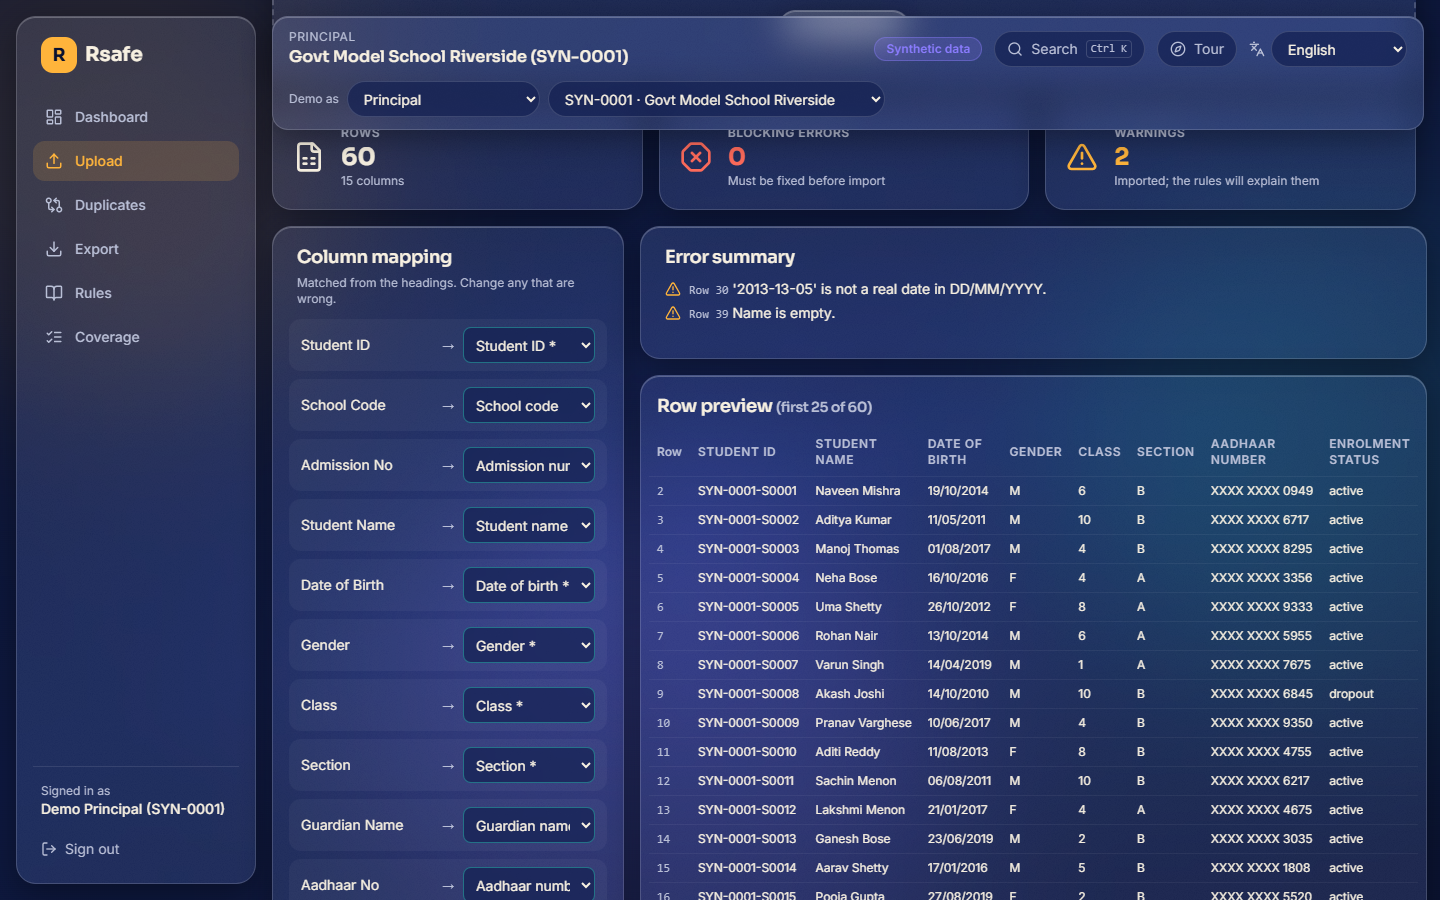 R Rsafe
Dashboard
Upload
Duplicates
Export
Rules
Coverage
Signed in as
Demo Principal (SYN-0001)
Sign out
PRINCIPAL
Govt Model School Riverside (SYN-0001)
Synthetic data
Search Ctrl K
Tour
English
Demo as
Principal
SYN-0001 · Govt Model School Riverside
ROWS
60
15 columns
BLOCKING ERRORS
0
Must be fixed before import
WARNINGS
2
Imported; the rules will explain them
Column mapping
Matched from the headings. Change any that are
wrong.
Student ID → Student ID *
School Code → School code
Admission No → Admission nur
Student Name → Student name
Date of Birth → Date of birth *
Gender → Gender *
Class → Class *
Section → Section *
Guardian Name → Guardian name
Aadhaar No → Aadhaar numb
Error summary
Row 30 '2013-13-05' is not a real date in DD/MM/YYYY.
Row 39 Name is empty.
Row preview (first 25 of 60)
Row STUDENT ID STUDENT NAME DATE OF BIRTH GENDER CLASS SECTION AADHAAR NUMBER ENROLMENT STATUS
2 SYN-0001-S0001 Naveen Mishra 19/10/2014 M 6 B XXXX XXXX 0949 active
3 SYN-0001-S0002 Aditya Kumar 11/05/2011 M 10 B XXXX XXXX 6717 active
4 SYN-0001-S0003 Manoj Thomas 01/08/2017 M 4 B XXXX XXXX 8295 active
5 SYN-0001-S0004 Neha Bose 16/10/2016 F 4 A XXXX XXXX 3356 active
6 SYN-0001-S0005 Uma Shetty 26/10/2012 F 8 A XXXX XXXX 9333 active
7 SYN-0001-S0006 Rohan Nair 13/10/2014 M 6 A XXXX XXXX 5955 active
8 SYN-0001-S0007 Varun Singh 14/04/2019 M 1 A XXXX XXXX 7675 active
9 SYN-0001-S0008 Akash Joshi 14/10/2010 M 10 B XXXX XXXX 6845 dropout
10 SYN-0001-S0009 Pranav Varghese 10/06/2017 M 4 B XXXX XXXX 9350 active
11 SYN-0001-S0010 Aditi Reddy 11/08/2013 F 8 B XXXX XXXX 4755 active
12 SYN-0001-S0011 Sachin Menon 06/08/2011 M 10 B XXXX XXXX 6217 active
13 SYN-0001-S0012 Lakshmi Menon 21/01/2017 F 4 A XXXX XXXX 4675 active
14 SYN-0001-S0013 Ganesh Bose 23/06/2019 M 2 B XXXX XXXX 3035 active
15 SYN-0001-S0014 Aarav Shetty 17/01/2016 M 5 B XXXX XXXX 1808 active
16 SYN-0001-S0015 Pooja Gupta 27/08/2019 F 2 B XXXX XXXX 5520 active